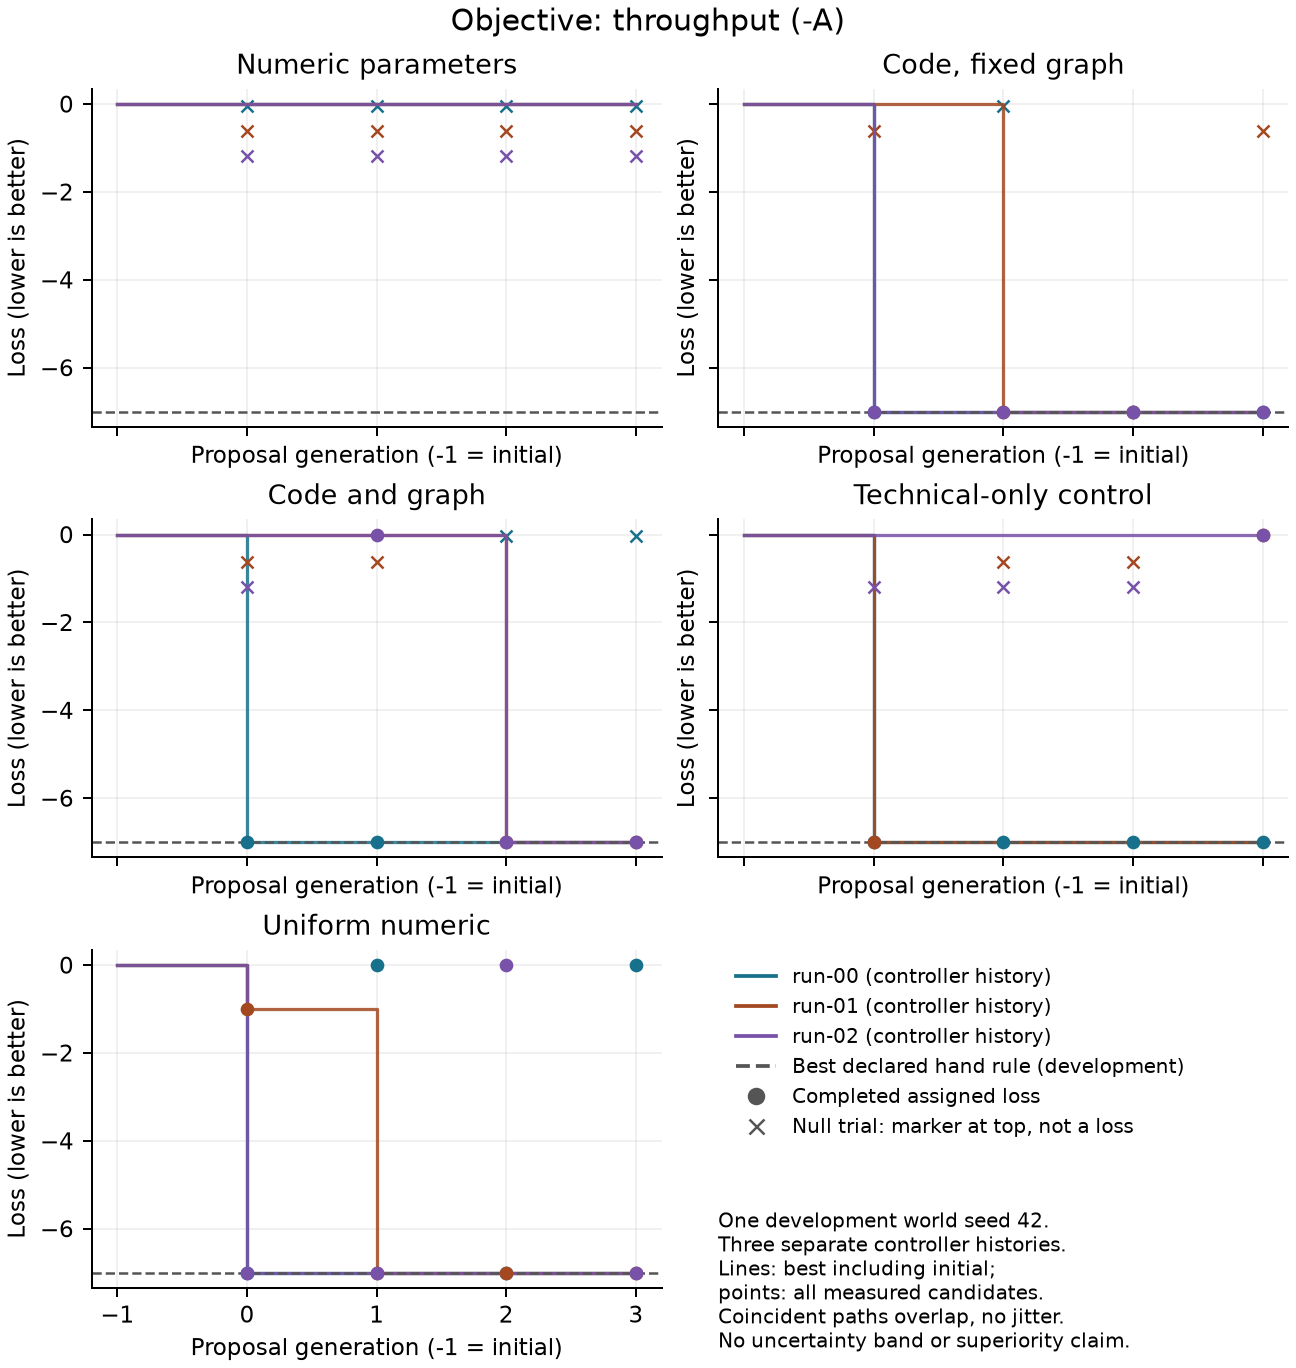 Objective: throughput (-A)
Numeric parameters
Code, fixed graph
Loss (lower is better)
0
−2
−4
−6
Proposal generation (-1 = initial)
Loss (lower is better)
Proposal generation (-1 = initial)
Code and graph
Technical-only control
Loss (lower is better)
0
−2
−4
−6
Proposal generation (-1 = initial)
Loss (lower is better)
Proposal generation (-1 = initial)
Uniform numeric
Loss (lower is better)
0
−2
−4
−6
−1 0 1 2 3
Proposal generation (-1 = initial)
run-00 (controller history)
run-01 (controller history)
run-02 (controller history)
Best declared hand rule (development)
Completed assigned loss
Null trial: marker at top, not a loss
One development world seed 42.
Three separate controller histories.
Lines: best including initial;
points: all measured candidates.
Coincident paths overlap, no jitter.
No uncertainty band or superiority claim.